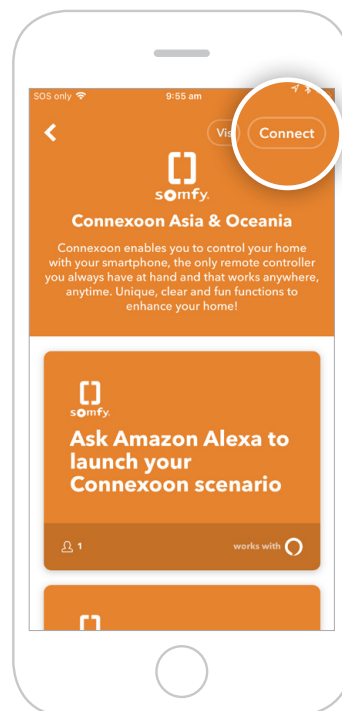 SOS only 9:55 am
Vis Connect
somfy.
Connexoon Asia & Oceania
Connexoon enables you to control your home
with your smartphone, the only remote controller
you always have at hand and that works anywhere,
anytime. Unique, clear and fun functions to
enhance your home!
somfy.
Ask Amazon Alexa to
launch your
Connexoon scenario
1 works with